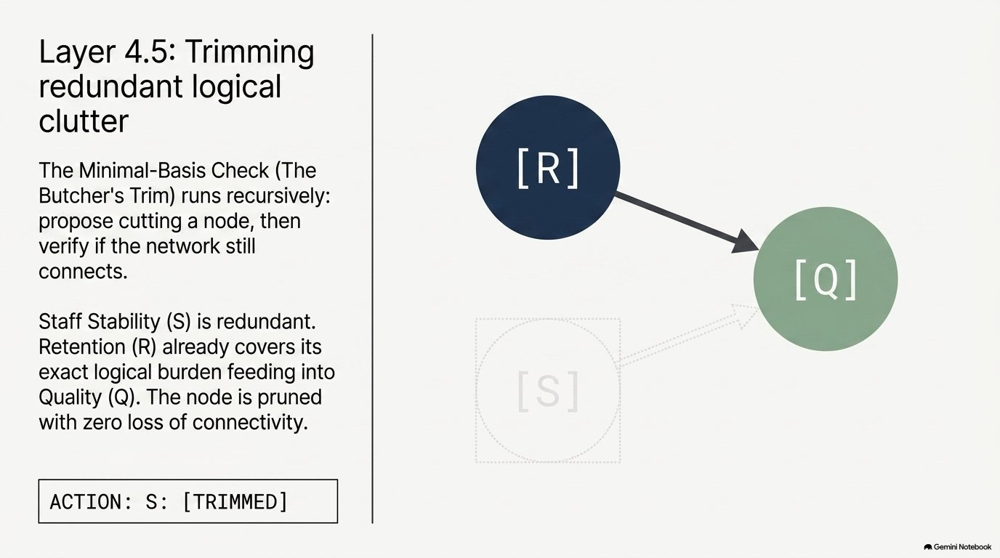 Layer 4.5: Trimming
redundant logical
clutter
The Minimal-Basis Check (The
Butcher's Trim) runs recursively:
propose cutting a node, then
verify if the network still
connects.
Staff Stability (S) is redundant.
Retention (R) already covers its
exact logical burden feeding into
Quality (Q). The node is pruned
with zero loss of connectivity.
ACTION: S: [TRIMMED]
[R]
[Q]
[S]
Gemini Notebook